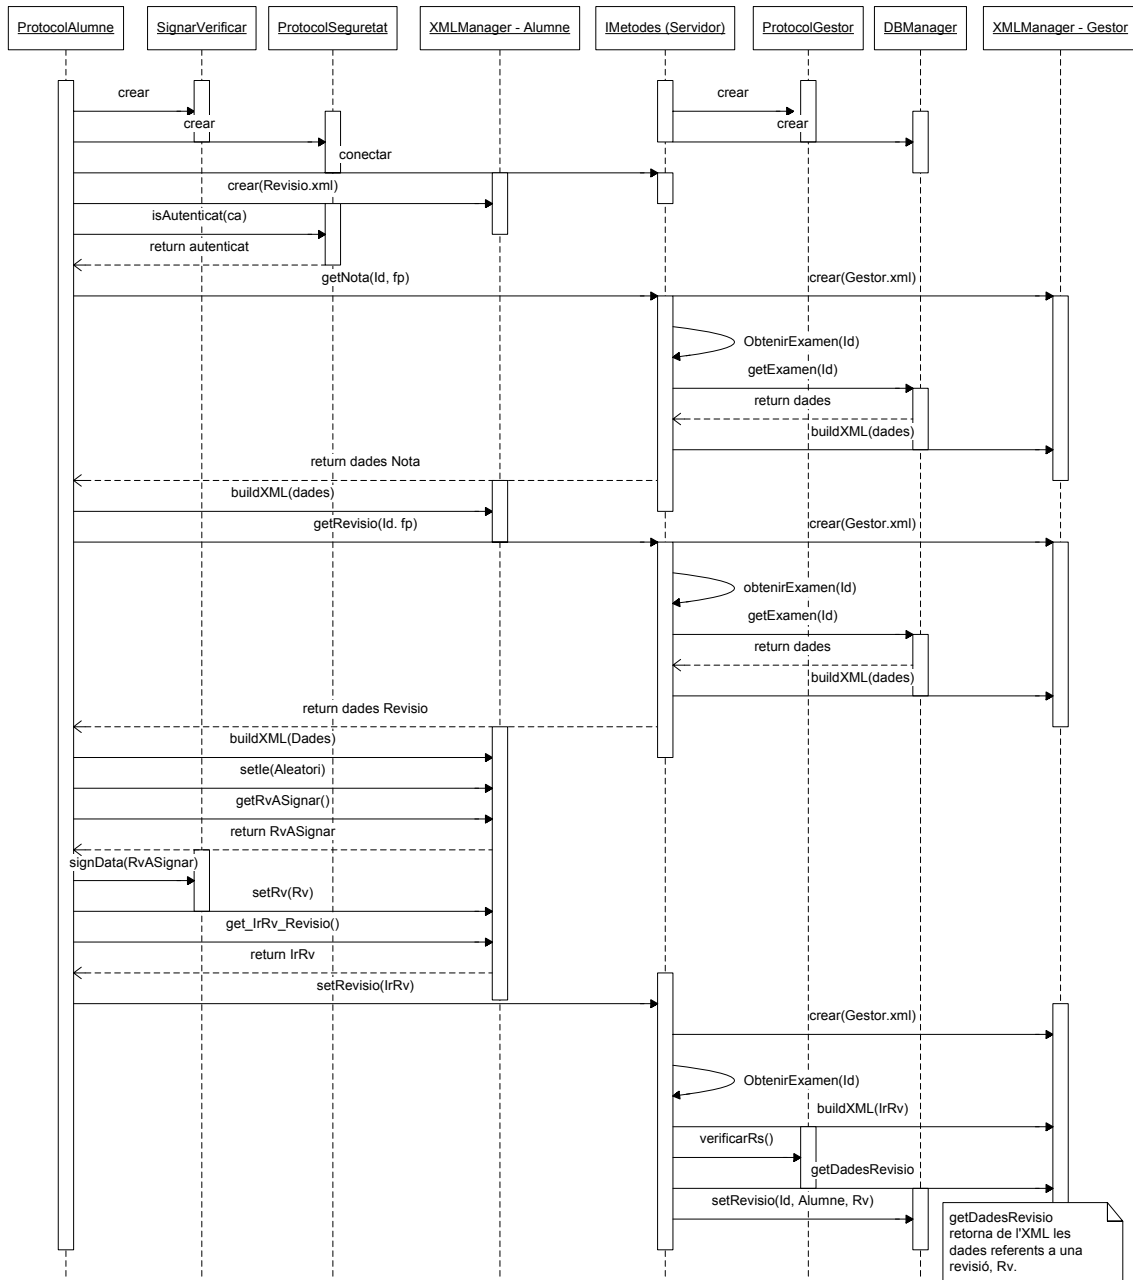 ProtocolAlumne
SignarVerificar
ProtocolSeguretat
XMLManager - Alumne
IMetodes (Servidor)
ProtocolGestor
DBManager
XMLManager - Gestor
crear
crear
crear
crear
conectar
crear(Revisio.xml)
isAutenticat(ca)
return autenticat
getNota(Id, fp)
crear(Gestor.xml)
ObtenirExamen(Id)
getExamen(Id)
return dades
buildXML(dades)
return dades Nota
buildXML(dades)
getRevisio(Id. fp)
crear(Gestor.xml)
obtenirExamen(Id)
getExamen(Id)
return dades
buildXML(dades)
return dades Revisio
buildXML(Dades)
setIe(Aleatori)
getRvASignar()
return RvASignar
signData(RvASignar)
setRv(Rv)
get_IrRv_Revisio()
return IrRv
setRevisio(IrRv)
crear(Gestor.xml)
ObtenirExamen(Id)
buildXML(IrRv)
verificarRs()
getDadesRevisio
setRevisio(Id, Alumne, Rv)
getDadesRevisio
retorna de l'XML les
dades referents a una
revisió, Rv.